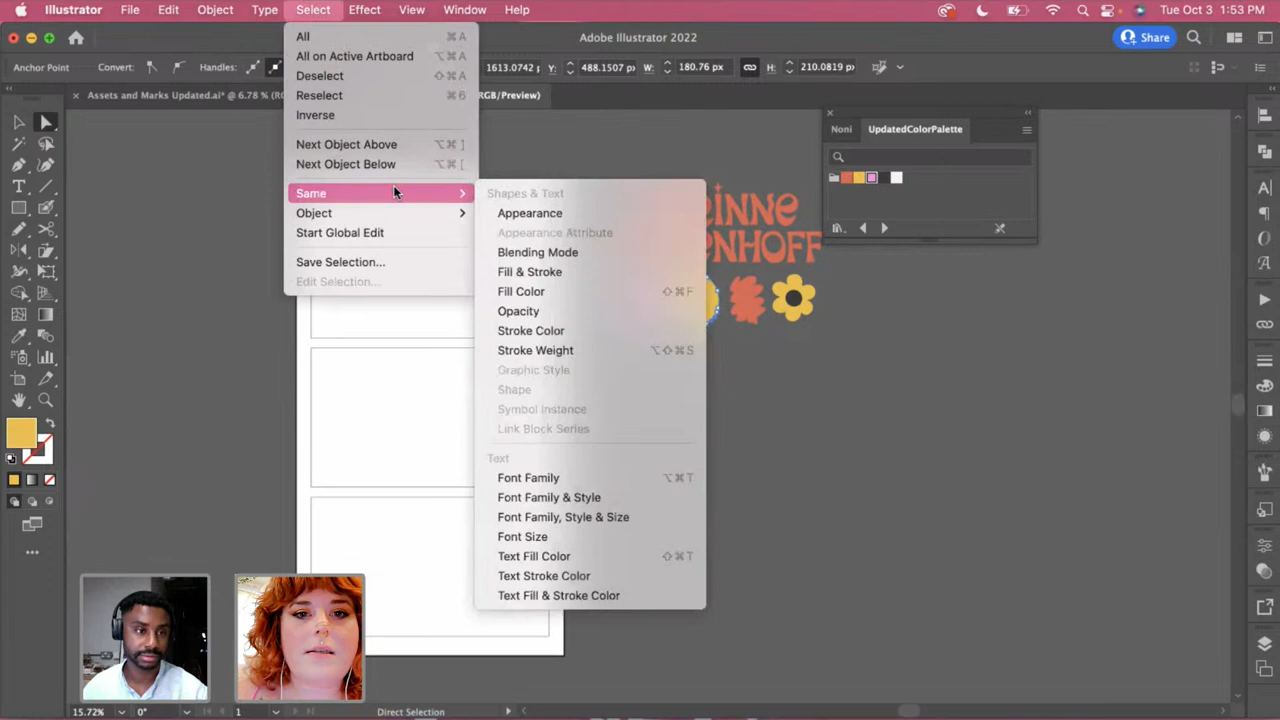 Illustrator File Edit Object Type Select Effect View Window Help Tue Oct 3 1:53 PM
Adobe Illustrator 2022 Share
Anchor Point Convert: Handles: 1613.0742 Y: 488.1507 px W: 180.76 px H: 210.0819 px
× Assets and Marks Updated.ai* @ 6.78 % RGB/Preview)
All ⌘ A
All on Active Artboard ⌥⌘A
Deselect ⇧⌘A
Reselect ⌘6
Inverse
Next Object Above ⌥⌘ ]
Next Object Below ⌥⌘ [
Same >
Object >
Start Global Edit
Save Selection...
Edit Selection...
Shapes & Text
Appearance
Appearance Attribute
Blending Mode
Fill & Stroke
Fill Color ⇧⌘F
Opacity
Stroke Color
Stroke Weight ⌥⇧⌘S
Graphic Style
Shape
Symbol Instance
Link Block Series
Text
Font Family ⌥⌘T
Font Family & Style
Font Family, Style & Size
Font Size
Text Fill Color ⇧⌘T
Text Stroke Color
Text Fill & Stroke Color
Noni UpdatedColorPalette
INNE
ENHOFF
15.72% 0° 1 Direct Selection